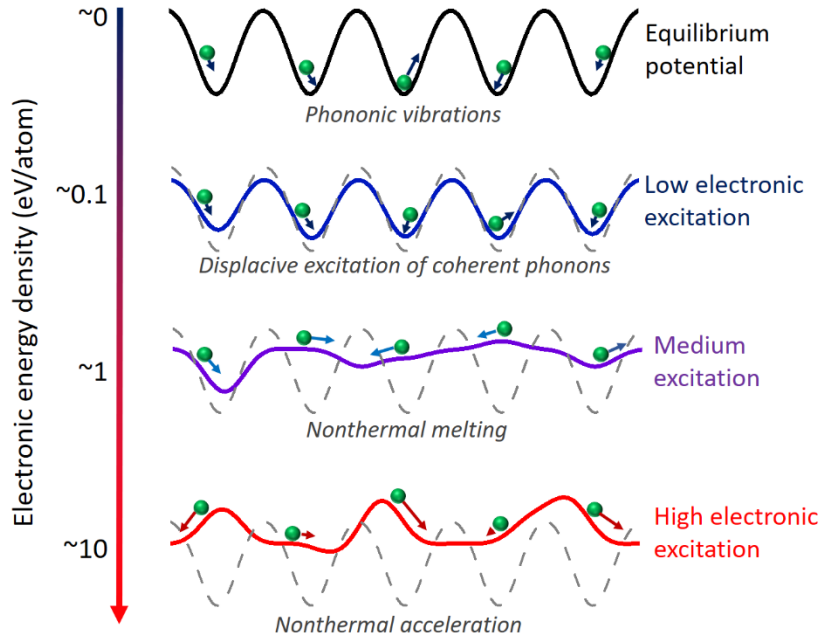 Electronic energy density (eV/atom)
~0
Equilibrium
potential
Phononic vibrations
~0.1
Low electronic
excitation
Displacive excitation of coherent phonons
~1
Medium
excitation
Nonthermal melting
~10
High electronic
excitation
Nonthermal acceleration